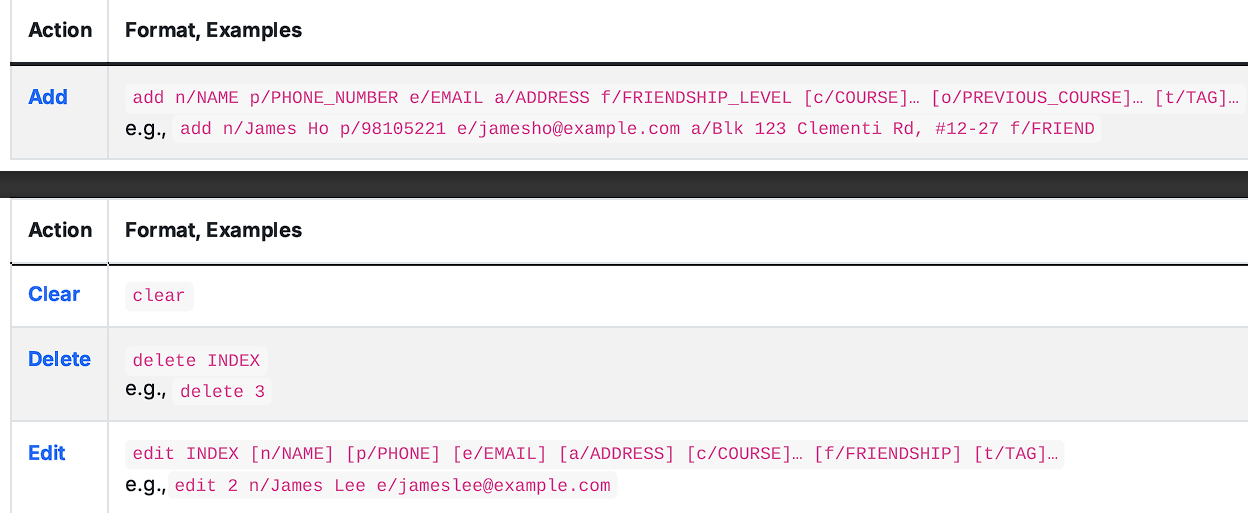 Action Format, Examples
Add add n/NAME p/PHONE_NUMBER e/EMAIL a/ADDRESS f/FRIENDSHIP_LEVEL [c/COURSE]… [o/PREVIOUS_COURSE]… [t/TAG]…
e.g., add n/James Ho p/98105221 e/jamesho@example.com a/Blk 123 Clementi Rd, #12-27 f/FRIEND
Action Format, Examples
Clear clear
Delete delete INDEX
e.g., delete 3
Edit edit INDEX [n/NAME] [p/PHONE] [e/EMAIL] [a/ADDRESS] [c/COURSE]… [f/FRIENDSHIP] [t/TAG]…
e.g., edit 2 n/James Lee e/jameslee@example.com